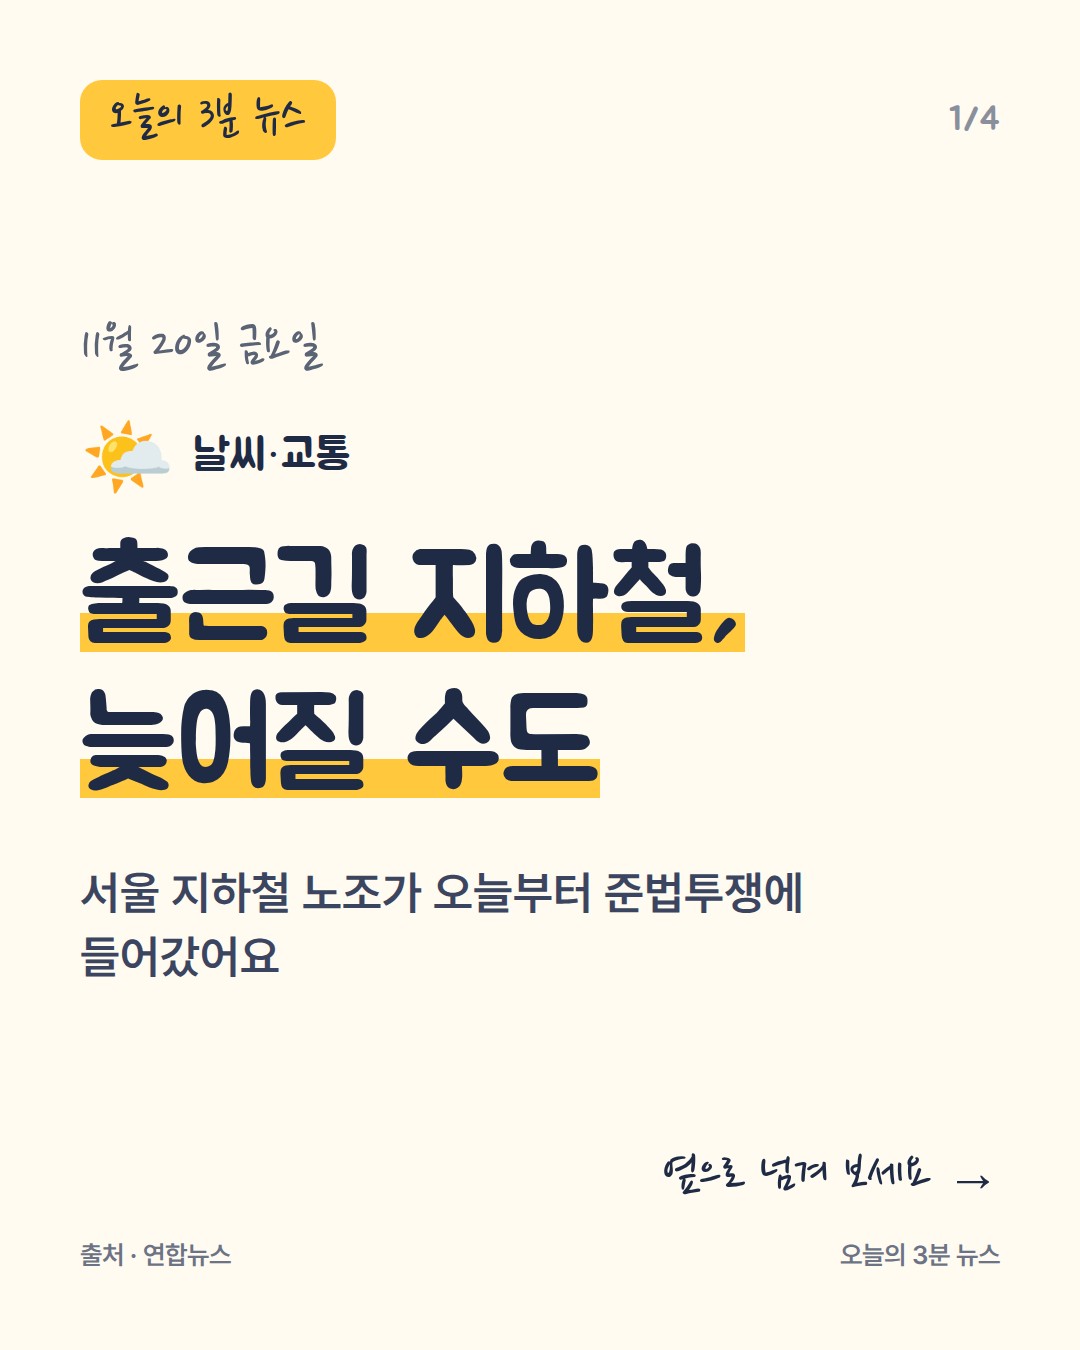 오늘의 3분 뉴스
1/4
11월 20일 금요일
날씨·교통
출근길 지하철,
늦어질 수도
서울 지하철 노조가 오늘부터 준법투쟁에
들어갔어요
옆으로 넘겨 보세요 →
출처 · 연합뉴스
오늘의 3분 뉴스